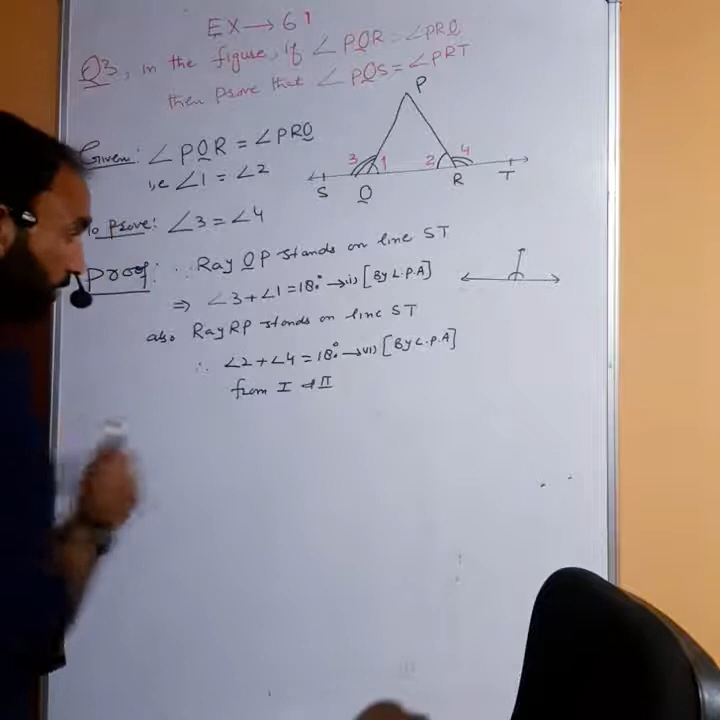 EX → 6 1
Q3, in the figure, if ∠PQR = ∠PRQ
then prove that ∠PQS = ∠PRT
Given: ∠PQR = ∠PRQ
i.e ∠1 = ∠2
To prove: ∠3 = ∠4
P
3 1 2 4
S Q R T
Proof: ∵ Ray QP stands on line ST
⇒ ∠3 + ∠1 = 180° → (i) [By L.P.A]
also Ray RP stands on line ST
∴ ∠2 + ∠4 = 180° → (ii) [By L.P.A]
from I & II